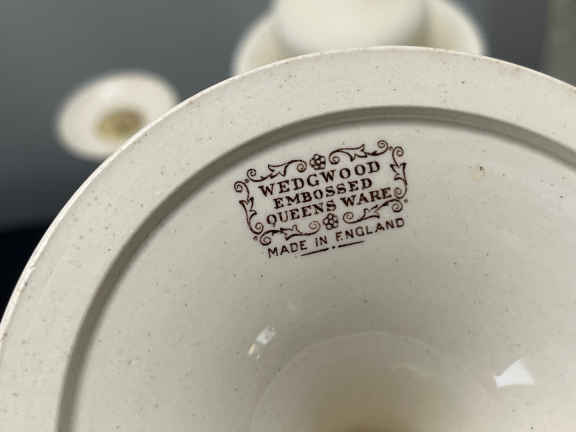 WEDGWOOD
EMBOSSED
QUEENS WARE
MADE IN ENGLAND